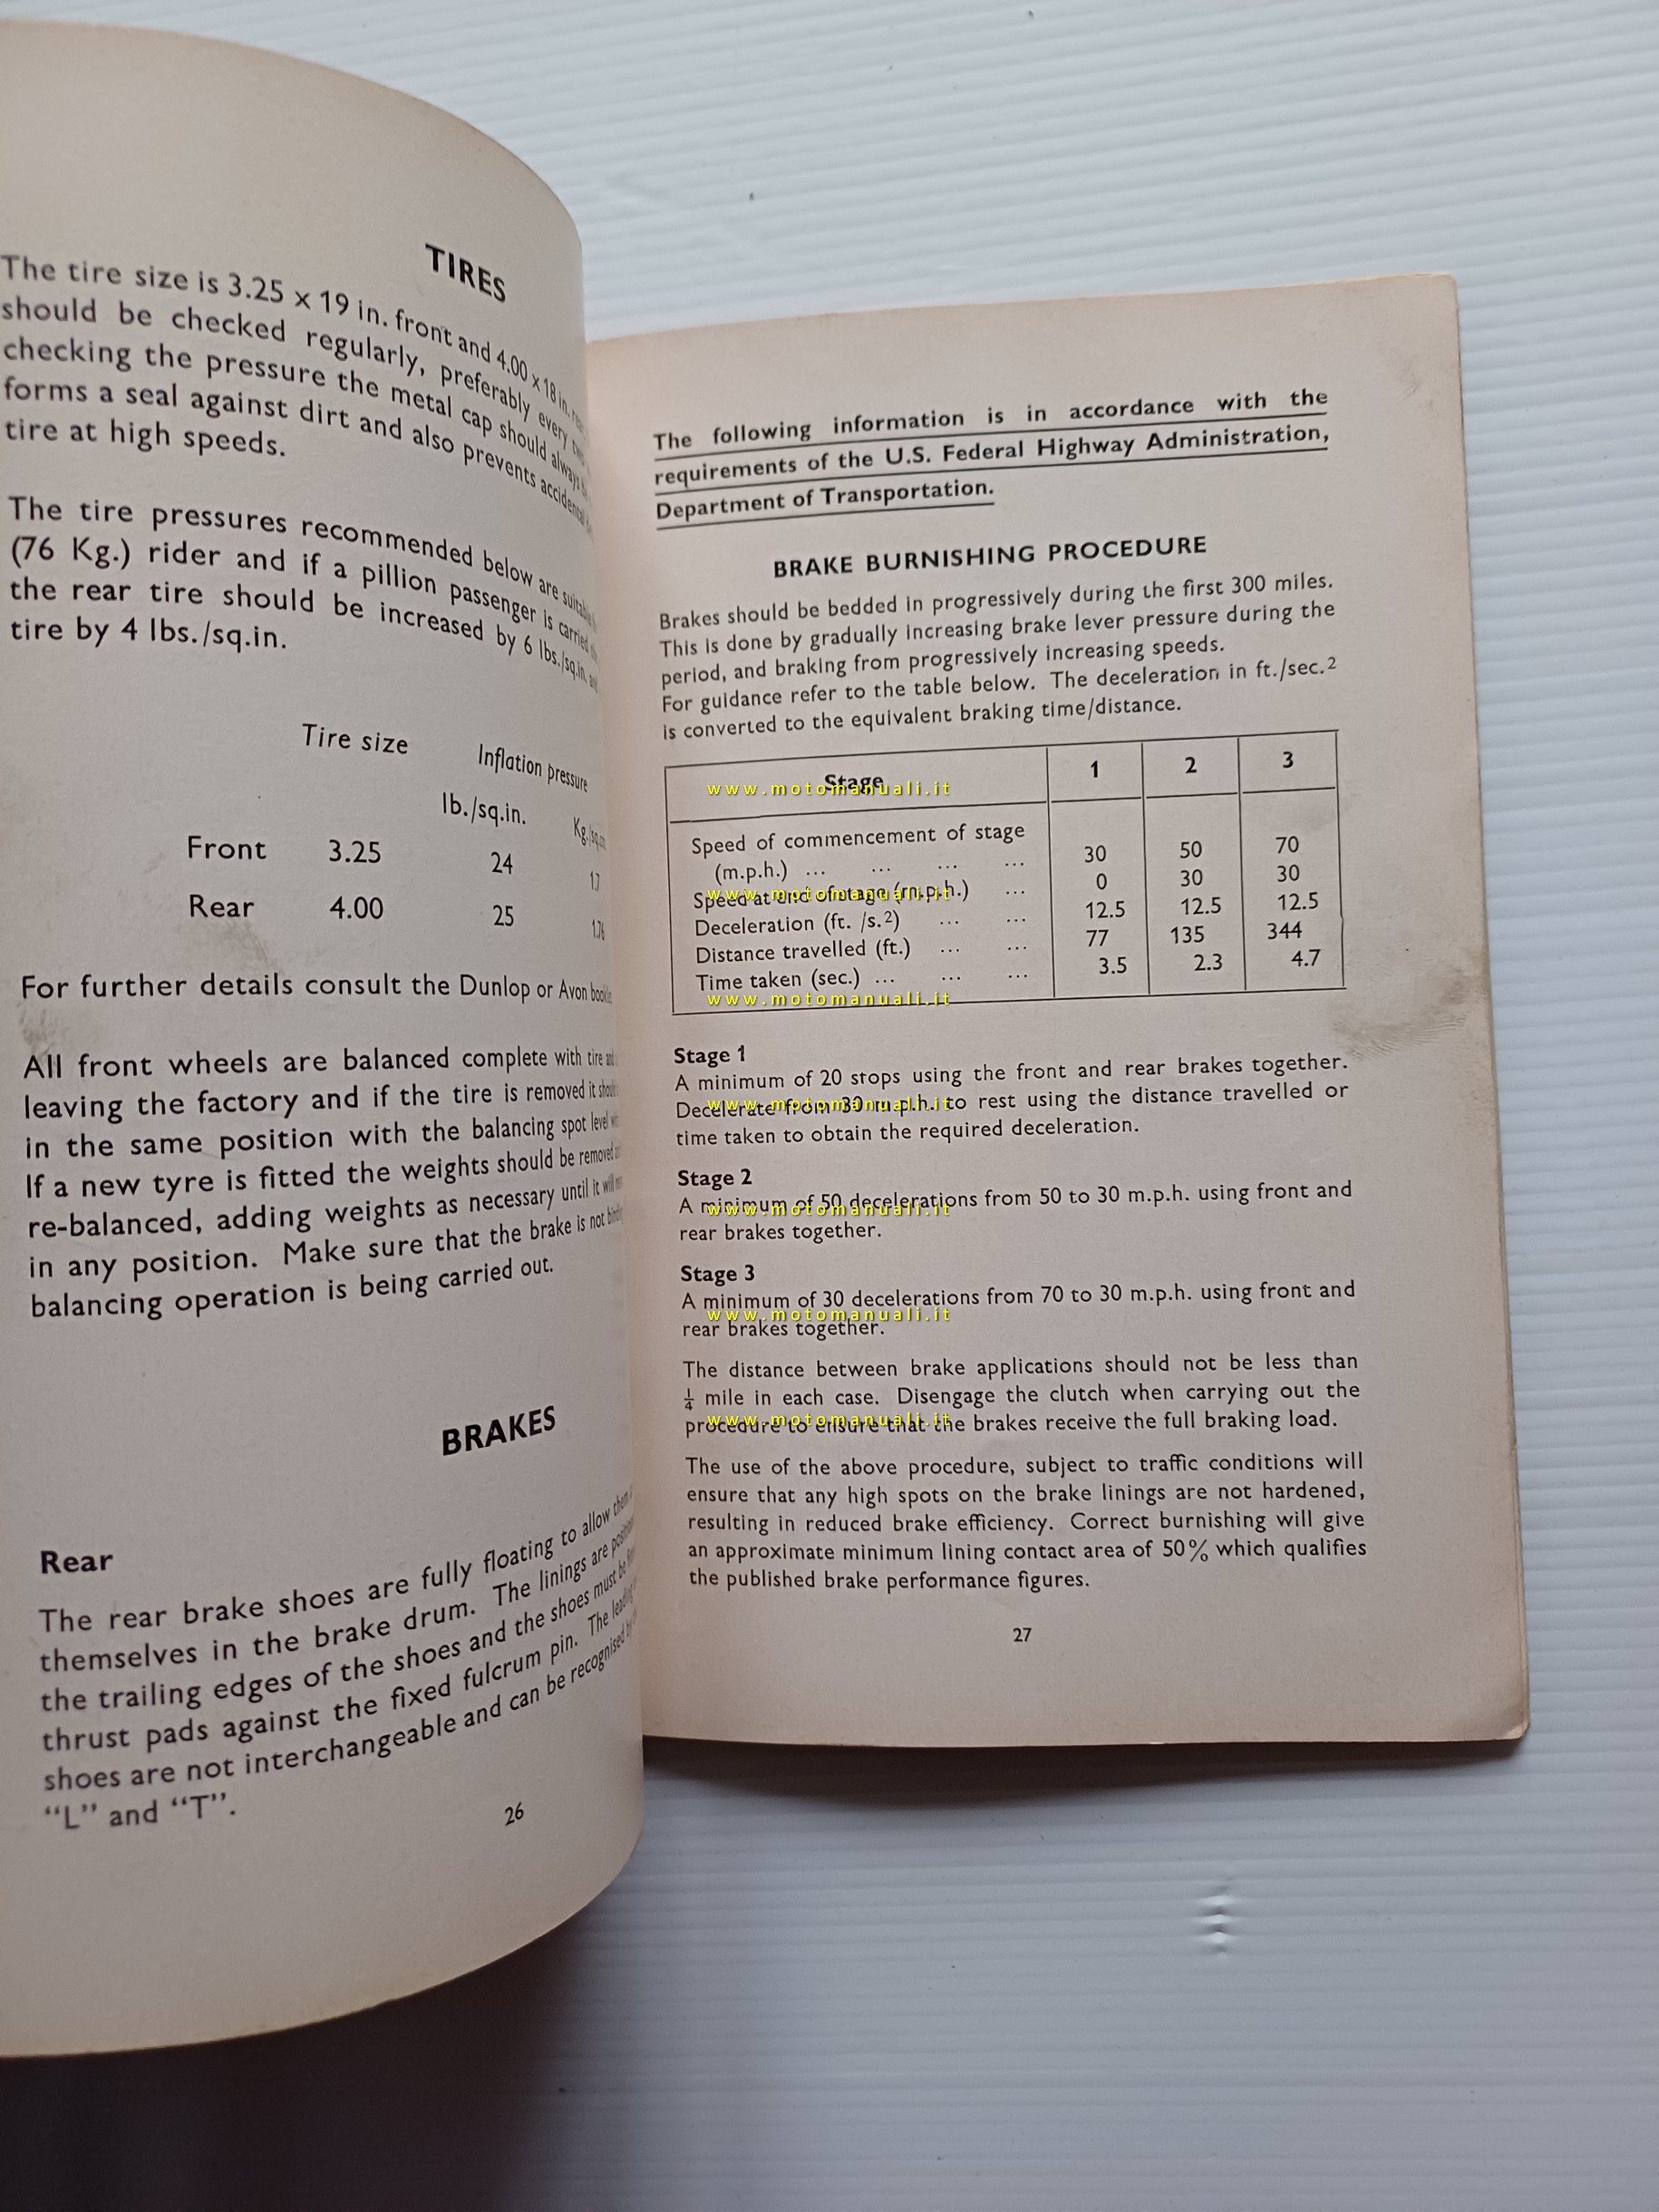 TIRES
The tire size is 3.25 × 19 in. front and 4.00 × 18 in.
should be checked regularly, preferably every two
checking the pressure the metal cap should always
forms a seal against dirt and also prevents accidental
tire at high speeds.
The tire pressures recommended below are
(76 Kg.) rider and if a pillion passenger is carried
the rear tire should be increased by 6 lbs./sq.in.
tire by 4 lbs./sq.in.
Tire size Inflation pressure
lb./sq.in.
Front 3.25 24 1.7
Rear 4.00 25 1.76
For further details consult the Dunlop or Avon
All front wheels are balanced complete with tire
leaving the factory and if the tire is removed it
in the same position with the balancing spot level
If a new tyre is fitted the weights should be removed
re-balanced, adding weights as necessary until it will
in any position. Make sure that the brake is not
balancing operation is being carried out.
BRAKES
Rear
The rear brake shoes are fully floating to allow them
themselves in the brake drum. The linings are
the trailing edges of the shoes and the shoes must be
thrust pads against the fixed fulcrum pin. The
shoes are not interchangeable and can be recognised
“L” and “T”.
26
The following information is in accordance with the
requirements of the U.S. Federal Highway Administration,
Department of Transportation.
BRAKE BURNISHING PROCEDURE
Brakes should be bedded in progressively during the first 300 miles.
This is done by gradually increasing brake lever pressure during the
period, and braking from progressively increasing speeds.
For guidance refer to the table below. The deceleration in ft./sec.²
is converted to the equivalent braking time/distance.
Stage 1 2 3
www.motomanuali.it
Speed of commencement of stage
(m.p.h.) ... ... ... ... 30 50 70
Speed at end of stage (m.p.h.) ... 0 30 30
www.motomanuali.it
Deceleration (ft. /s.²) ... ... 12.5 12.5 12.5
Distance travelled (ft.) ... ... 77 135 344
Time taken (sec.) ... ... ... 3.5 2.3 4.7
www.motomanuali.it
Stage 1
A minimum of 20 stops using the front and rear brakes together.
Decelerate from 30 m.p.h. to rest using the distance travelled or
www.motomanuali.it
time taken to obtain the required deceleration.
Stage 2
A minimum of 50 decelerations from 50 to 30 m.p.h. using front and
www.motomanuali.it
rear brakes together.
Stage 3
A minimum of 30 decelerations from 70 to 30 m.p.h. using front and
www.motomanuali.it
rear brakes together.
The distance between brake applications should not be less than
¼ mile in each case. Disengage the clutch when carrying out the
procedure to ensure that the brakes receive the full braking load.
www.motomanuali.it
The use of the above procedure, subject to traffic conditions will
ensure that any high spots on the brake linings are not hardened,
resulting in reduced brake efficiency. Correct burnishing will give
an approximate minimum lining contact area of 50% which qualifies
the published brake performance figures.
27